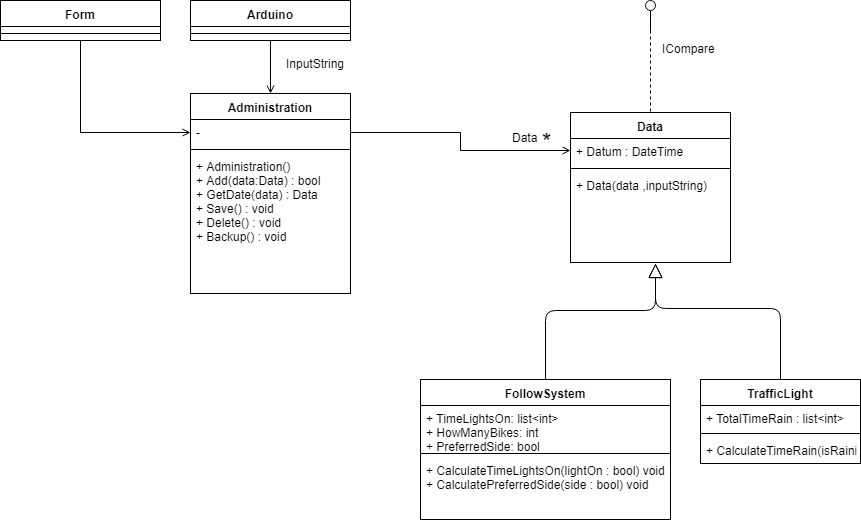 Form
Arduino
InputString
ICompare
Administration
-
+ Administration()
+ Add(data:Data) : bool
+ GetDate(data) : Data
+ Save() : void
+ Delete() : void
+ Backup() : void
Data *
Data
+ Datum : DateTime
+ Data(data ,inputString)
FollowSystem
+ TimeLightsOn: list<int>
+ HowManyBikes: int
+ PreferredSide: bool
+ CalculateTimeLightsOn(lightOn : bool) void
+ CalculatePreferredSide(side : bool) void
TrafficLight
+ TotalTimeRain : list<int>
+ CalculateTimeRain(isRaini